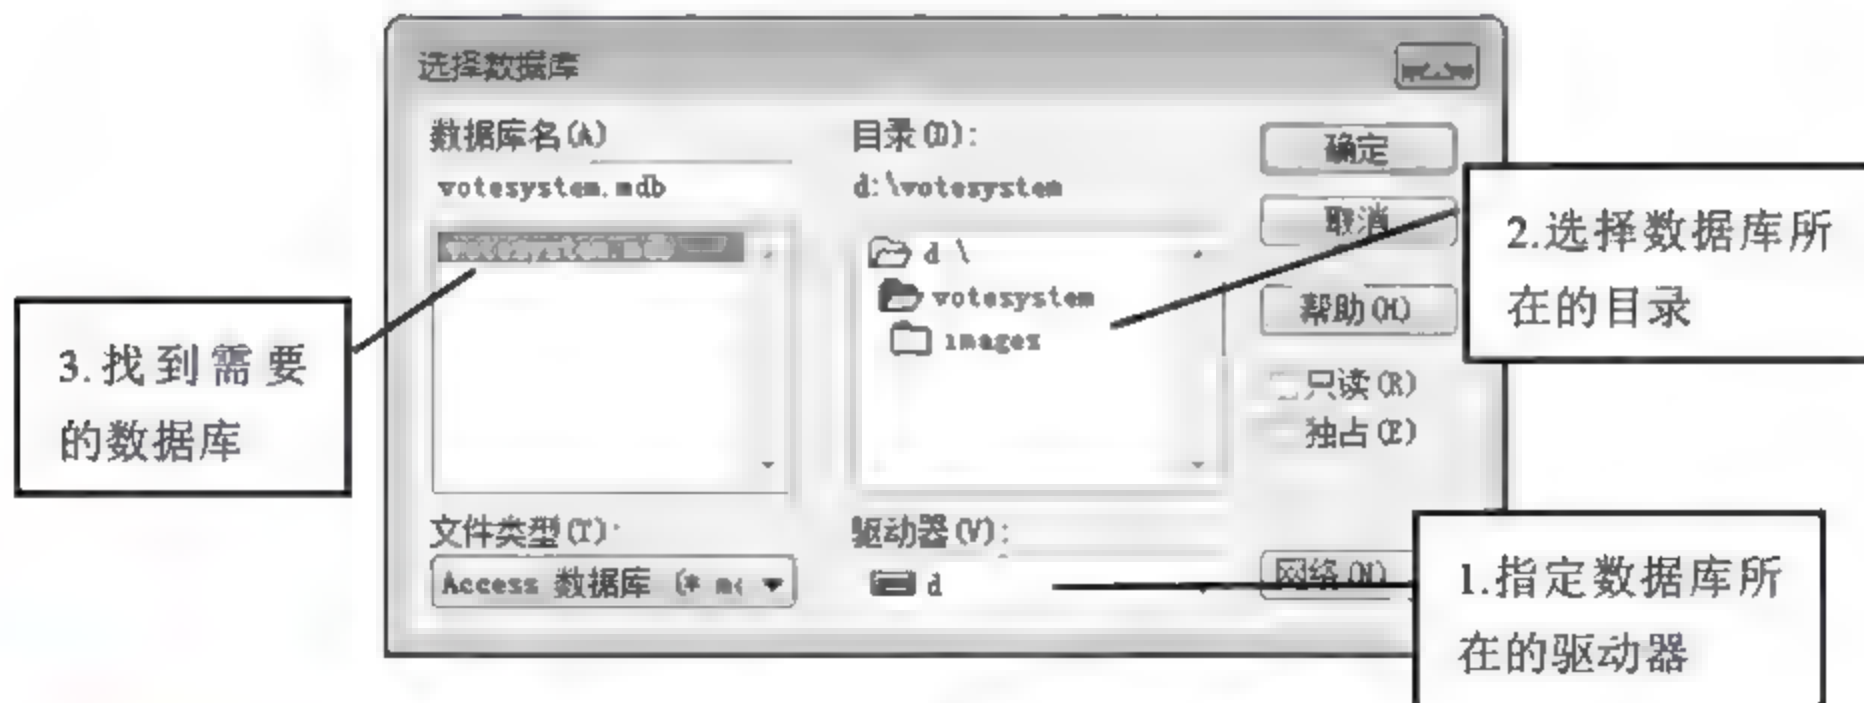 选择数据库
数据库名(A)
votesystem.mdb
votesystem.mdb
目录(D):
d:\votesystem
d \
votesystem
images
确定
取消
帮助(H)
只读(R)
独占(E)
文件类型(T):
Access 数据库 (*
驱动器(V):
d
网络(N)
1.指定数据库所
在的驱动器
2.选择数据库所
在的目录
3.找到需要
的数据库